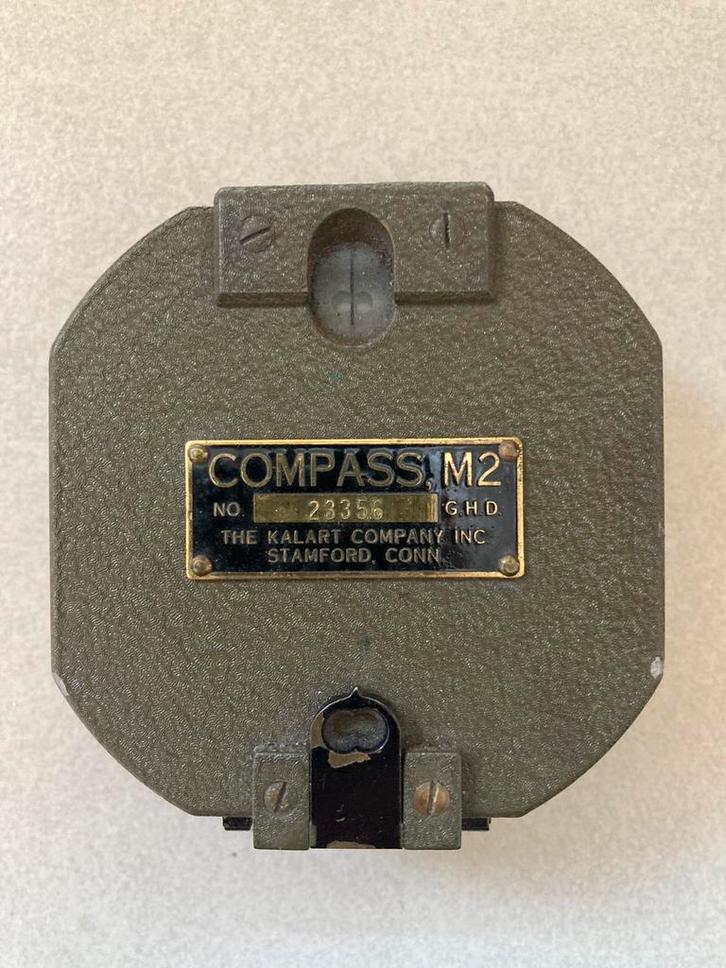 COMPASS, M2
NO. 23356 G.H.D.
THE KALART COMPANY INC
STAMFORD, CONN.